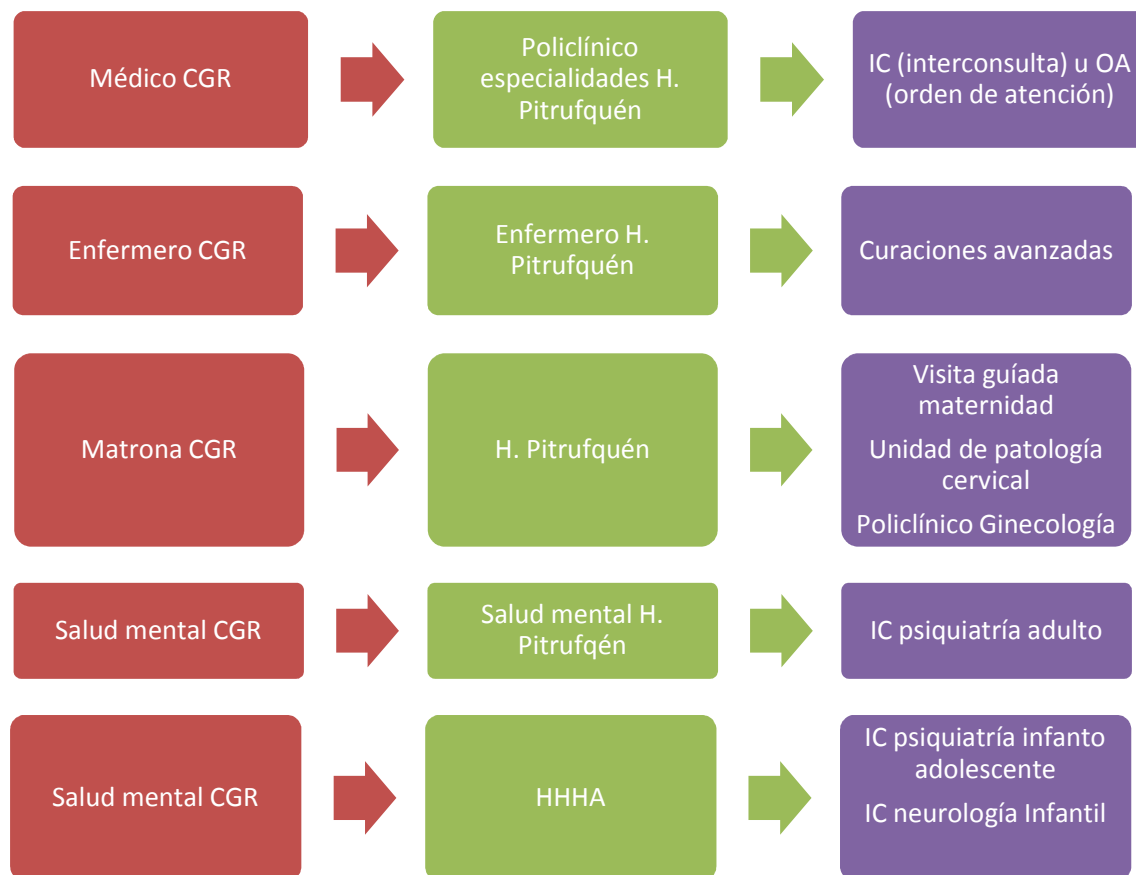 Médico CGR
Policlínico
especialidades H.
Pitrufquén
IC (interconsulta) u OA
(orden de atención)
Enfermero CGR
Enfermero H.
Pitrufquén
Curaciones avanzadas
Matrona CGR
H. Pitrufquén
Visita guíada
maternidad
Unidad de patología
cervical
Policlínico Ginecología
Salud mental CGR
Salud mental H.
Pitrufqén
IC psiquiatría adulto
Salud mental CGR
HHHA
IC psiquiatría infanto
adolescente
IC neurología Infantil